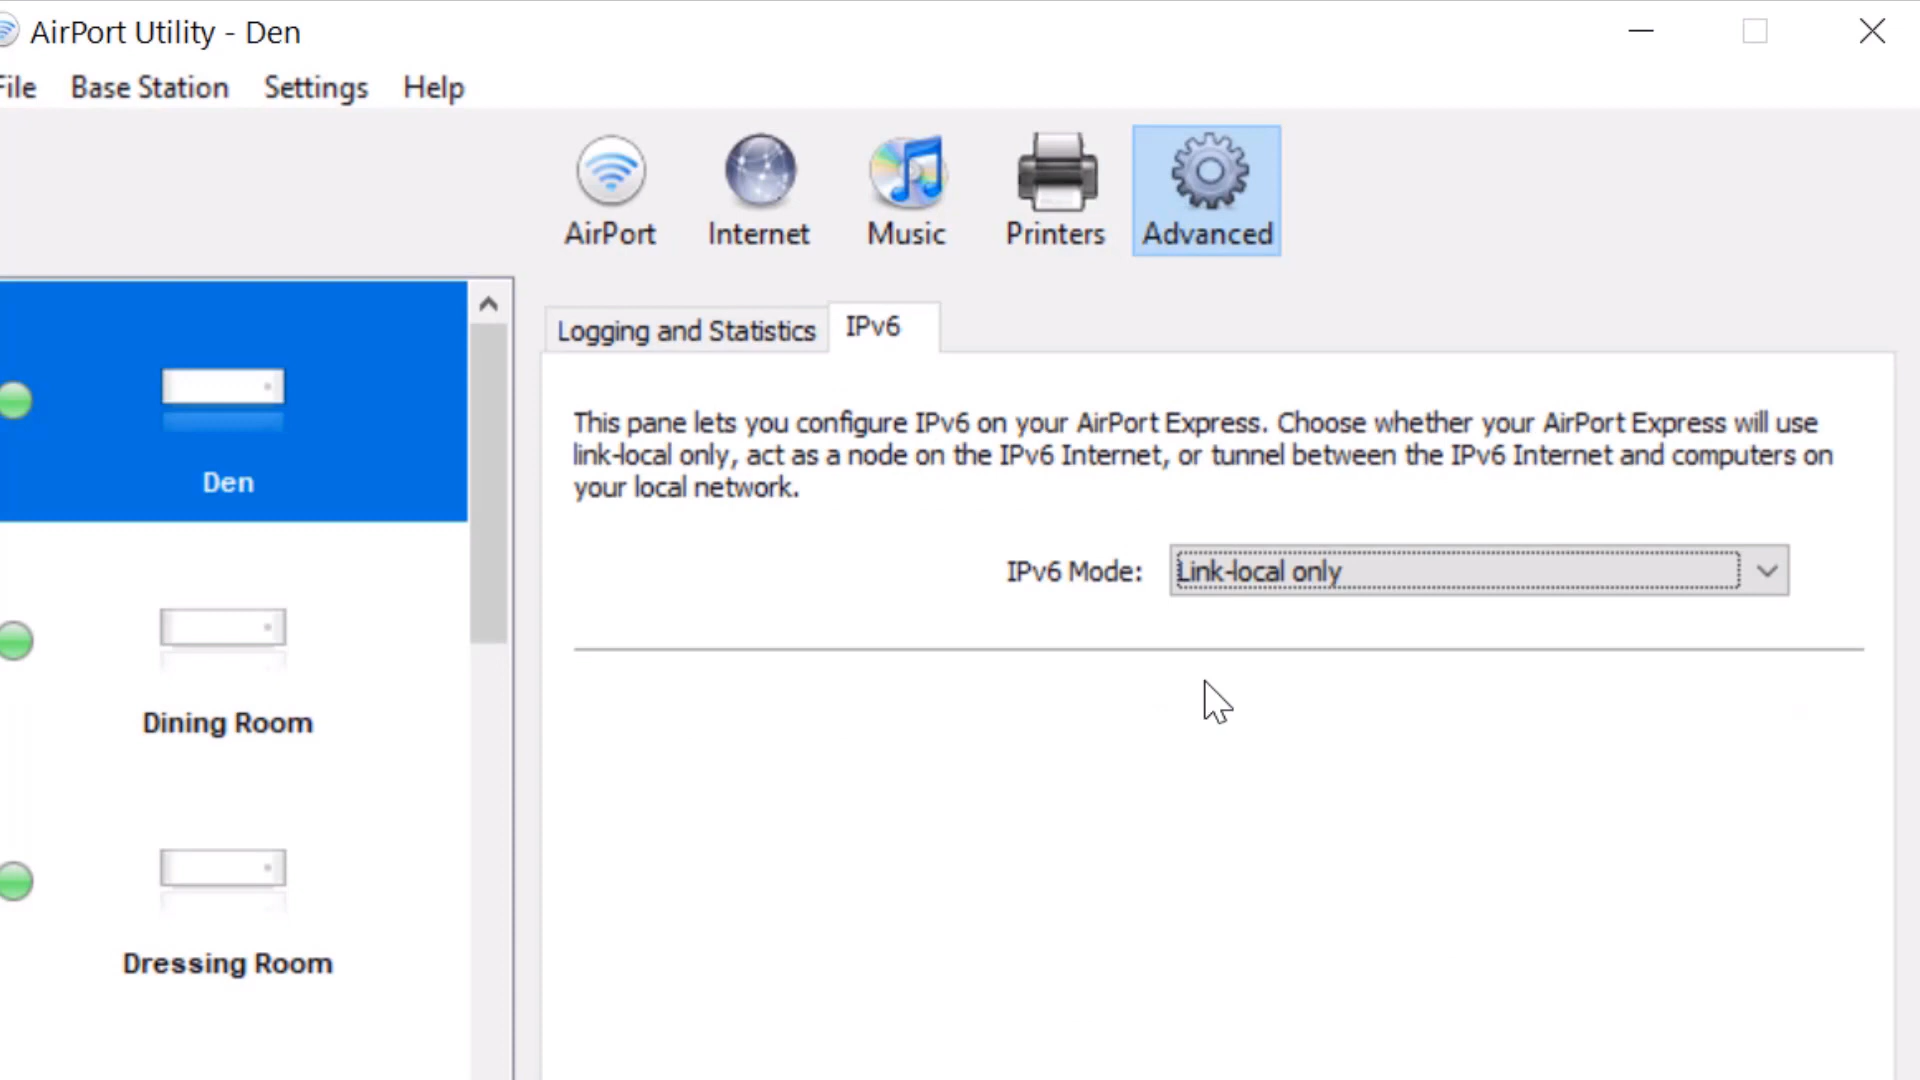 AirPort Utility - Den
File Base Station Settings Help
AirPort Internet Music Printers Advanced
Logging and Statistics IPv6
This pane lets you configure IPv6 on your AirPort Express. Choose whether your AirPort Express will use
link-local only, act as a node on the IPv6 Internet, or tunnel between the IPv6 Internet and computers on
your local network.
IPv6 Mode: Link-local only
Den
Dining Room
Dressing Room